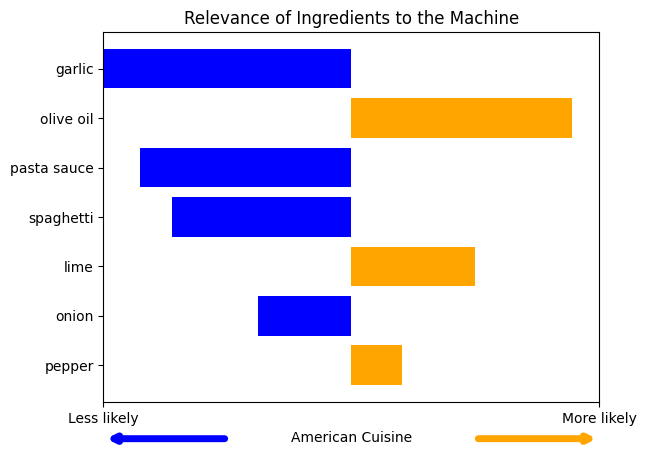 Relevance of Ingredients to the Machine
garlic
olive oil
pasta sauce
spaghetti
lime
onion
pepper
Less likely
More likely
American Cuisine